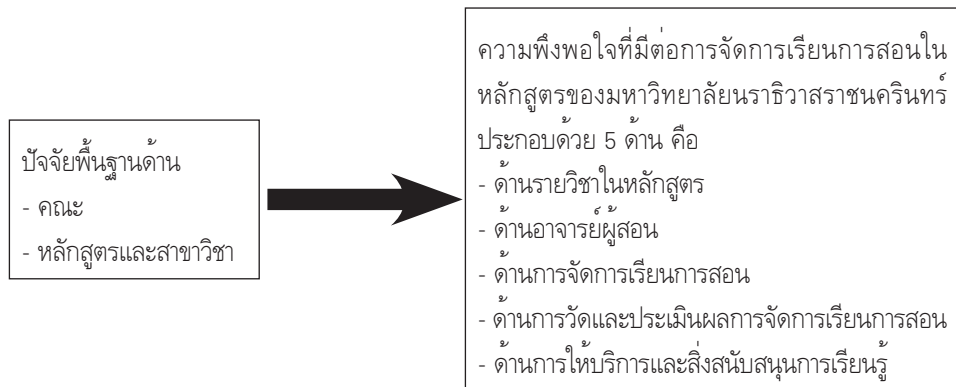 ปัจจัยพื้นฐานด้าน
- คณะ
- หลักสูตรและสาขาวิชา
ความพึงพอใจที่มีต่อการจัดการเรียนการสอนใน
หลักสูตรของมหาวิทยาลัยนราธิวาสราชนครินทร์
ประกอบด้วย 5 ด้าน คือ
- ด้านรายวิชาในหลักสูตร
- ด้านอาจารย์ผู้สอน
- ด้านการจัดการเรียนการสอน
- ด้านการวัดและประเมินผลการจัดการเรียนการสอน
- ด้านการให้บริการและสิ่งสนับสนุนการเรียนรู้